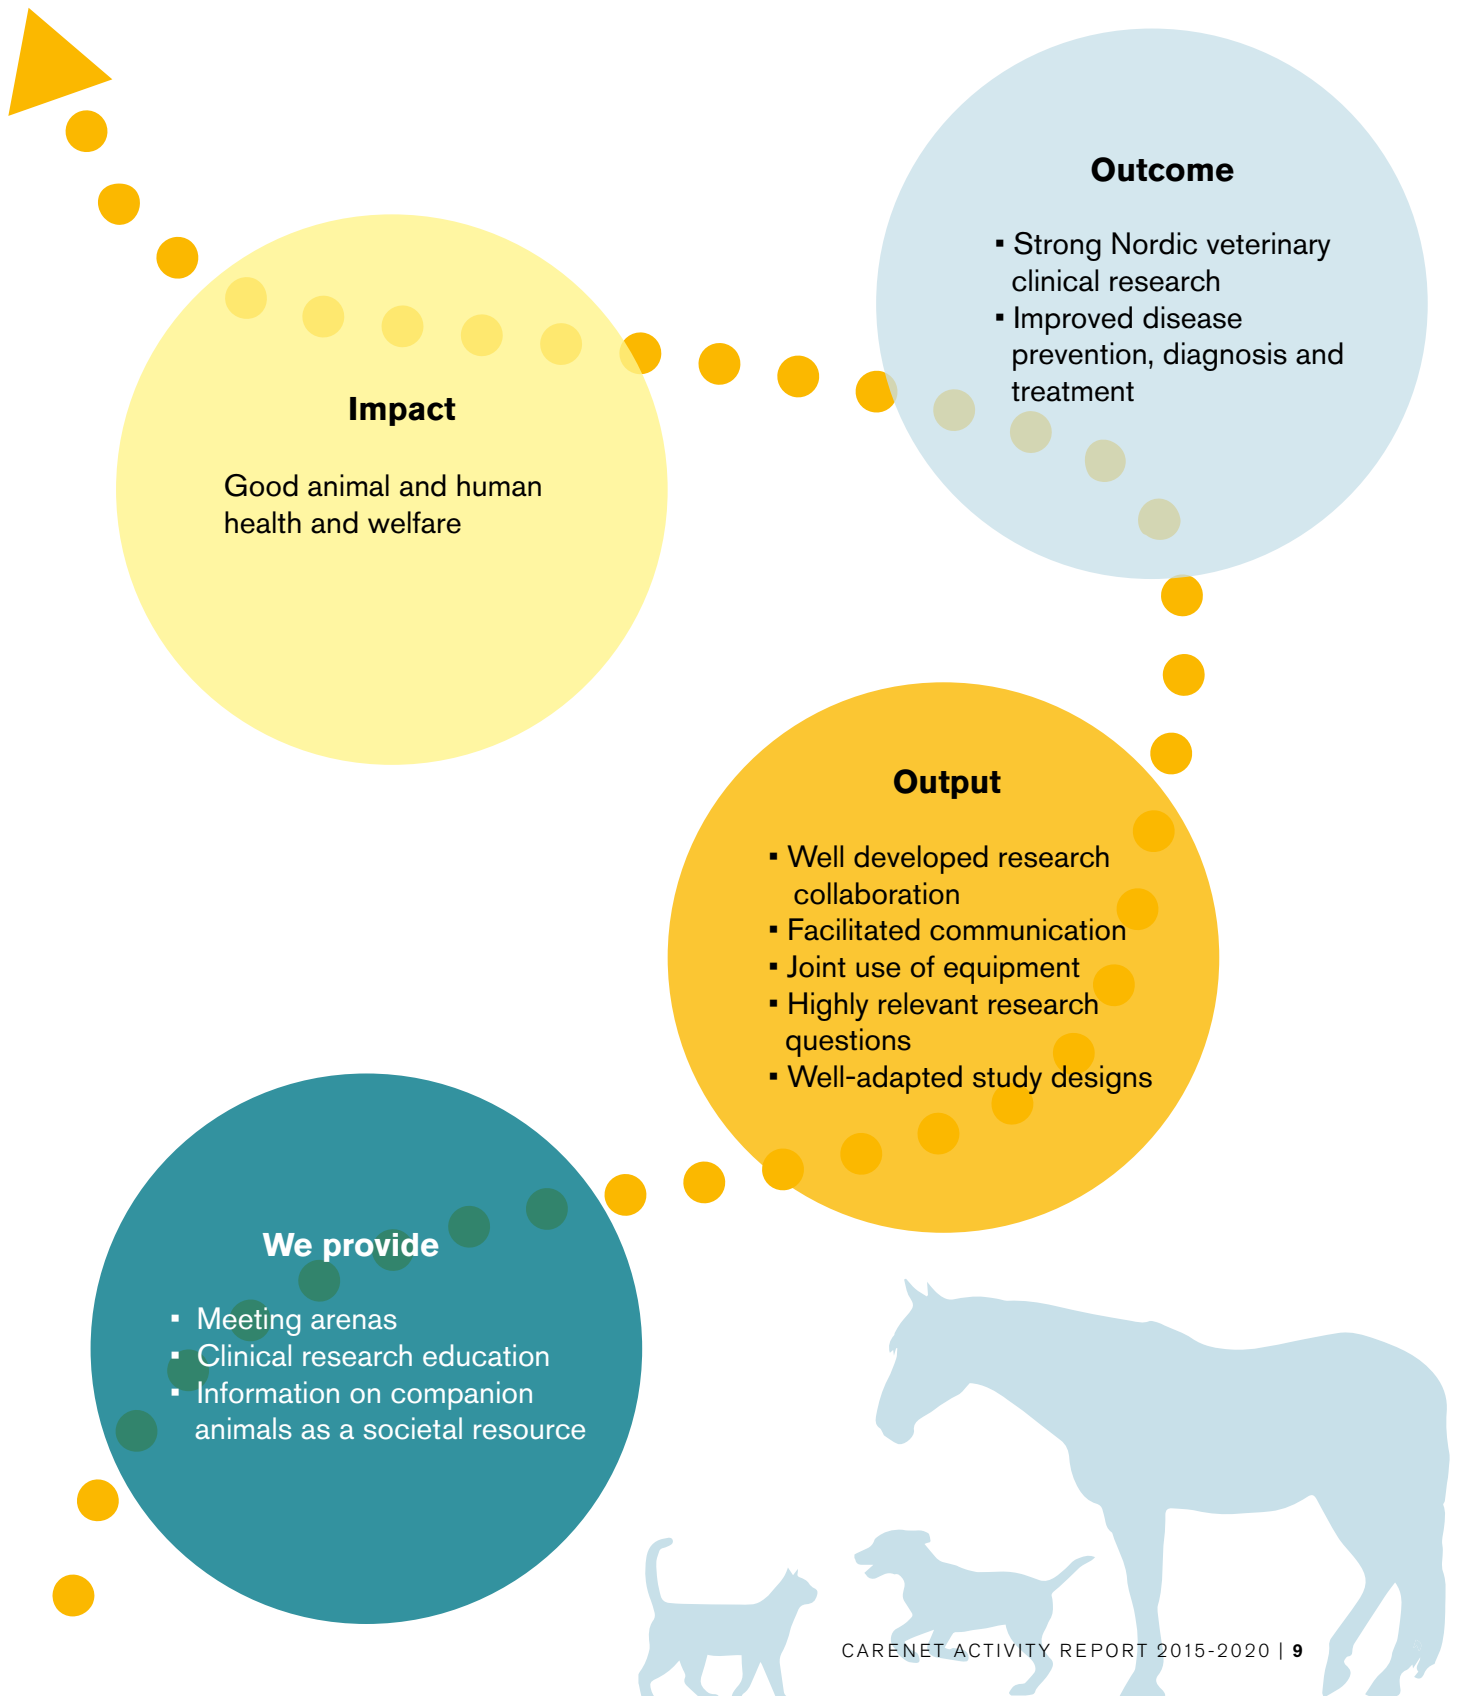 Outcome
▪ Strong Nordic veterinary
clinical research
▪ Improved disease
prevention, diagnosis and
treatment
Impact
Good animal and human
health and welfare
Output
▪ Well developed research
collaboration
▪ Facilitated communication
▪ Joint use of equipment
▪ Highly relevant research
questions
▪ Well-adapted study designs
We provide
▪ Meeting arenas
▪ Clinical research education
▪ Information on companion
animals as a societal resource
CARENET ACTIVITY REPORT 2015-2020 | 9